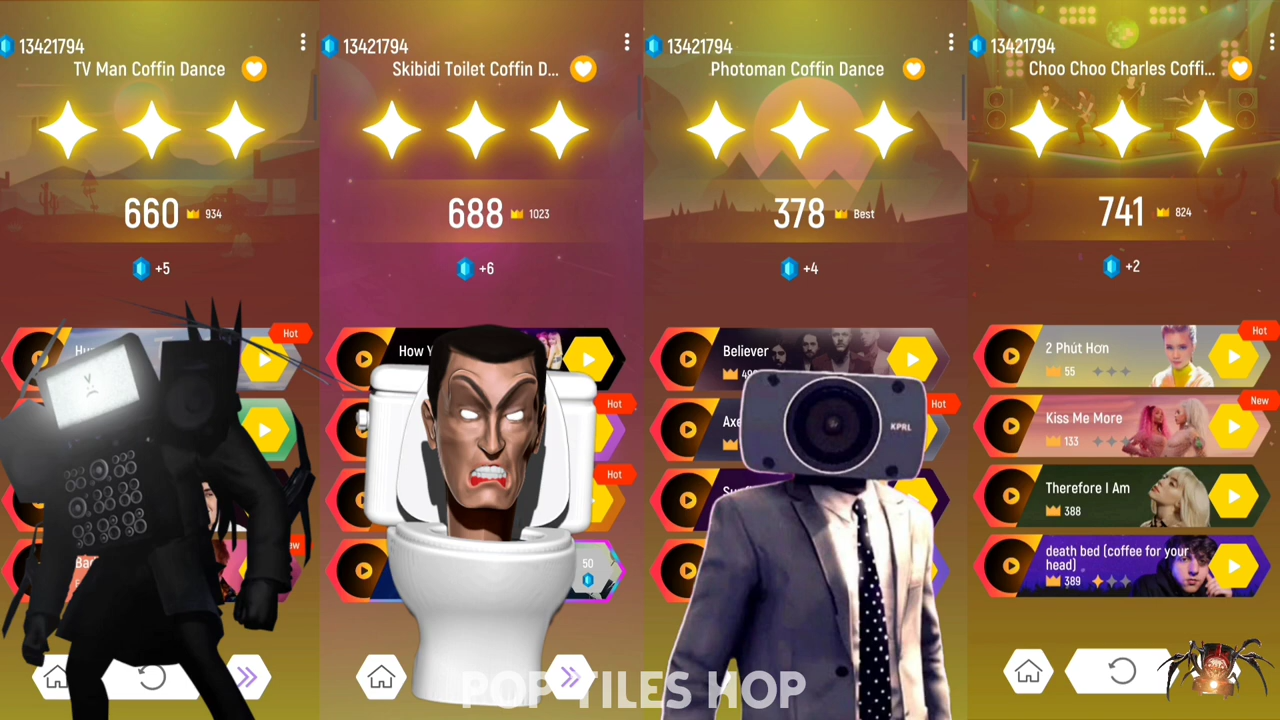 13421794
TV Man Coffin Dance
660
934
+5
Hot
13421794
Skibidi Toilet Coffin D...
688
1023
+6
How
Hot
Hot
50
13421794
Photoman Coffin Dance
378
Best
+4
Believer
Hot
KPRL
13421794
Choo Choo Charles Coffi...
741
824
+2
Hot
2 Phút Hơn
55
New
Kiss Me More
133
Therefore I Am
388
death bed (coffee for your
head)
389
POP TILES HOP